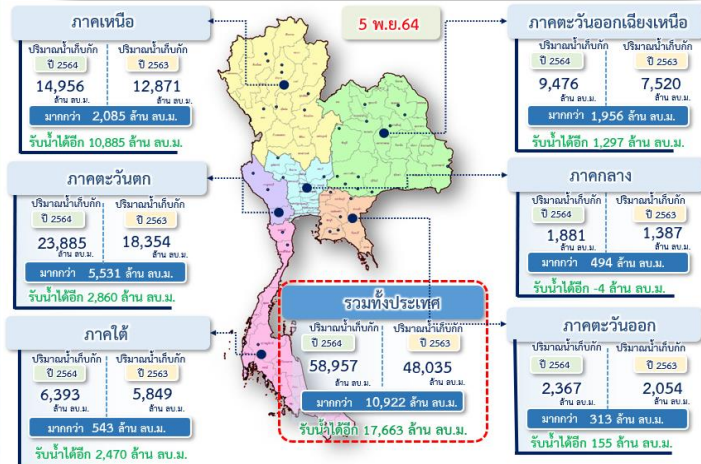 5 พ.ย.64
ภาคเหนือ
ปริมาณน้ำเก็บกัก ปริมาณน้ำเก็บกัก
ปี 2564 ปี 2563
14,956 12,871
ล้าน ลบ.ม. ล้าน ลบ.ม.
มากกว่า 2,085 ล้าน ลบ.ม.
รับน้ำได้อีก 10,885 ล้าน ลบ.ม.
ภาคตะวันออกเฉียงเหนือ
ปริมาณน้ำเก็บกัก ปริมาณน้ำเก็บกัก
ปี 2564 ปี 2563
9,476 7,520
ล้าน ลบ.ม. ล้าน ลบ.ม.
มากกว่า 1,956 ล้าน ลบ.ม.
รับน้ำได้อีก 1,297 ล้าน ลบ.ม.
ภาคตะวันตก
ปริมาณน้ำเก็บกัก ปริมาณน้ำเก็บกัก
ปี 2564 ปี 2563
23,885 18,354
ล้าน ลบ.ม. ล้าน ลบ.ม.
มากกว่า 5,531 ล้าน ลบ.ม.
รับน้ำได้อีก 2,860 ล้าน ลบ.ม.
ภาคกลาง
ปริมาณน้ำเก็บกัก ปริมาณน้ำเก็บกัก
ปี 2564 ปี 2563
1,881 1,387
ล้าน ลบ.ม. ล้าน ลบ.ม.
มากกว่า 494 ล้าน ลบ.ม.
รับน้ำได้อีก -4 ล้าน ลบ.ม.
ภาคใต้
ปริมาณน้ำเก็บกัก ปริมาณน้ำเก็บกัก
ปี 2564 ปี 2563
6,393 5,849
ล้าน ลบ.ม. ล้าน ลบ.ม.
มากกว่า 543 ล้าน ลบ.ม.
รับน้ำได้อีก 2,470 ล้าน ลบ.ม.
รวมทั้งประเทศ
ปริมาณน้ำเก็บกัก ปริมาณน้ำเก็บกัก
ปี 2564 ปี 2563
58,957 48,035
ล้าน ลบ.ม. ล้าน ลบ.ม.
มากกว่า 10,922 ล้าน ลบ.ม.
รับน้ำได้อีก 17,663 ล้าน ลบ.ม.
ภาคตะวันออก
ปริมาณน้ำเก็บกัก ปริมาณน้ำเก็บกัก
ปี 2564 ปี 2563
2,367 2,054
ล้าน ลบ.ม. ล้าน ลบ.ม.
มากกว่า 313 ล้าน ลบ.ม.
รับน้ำได้อีก 155 ล้าน ลบ.ม.